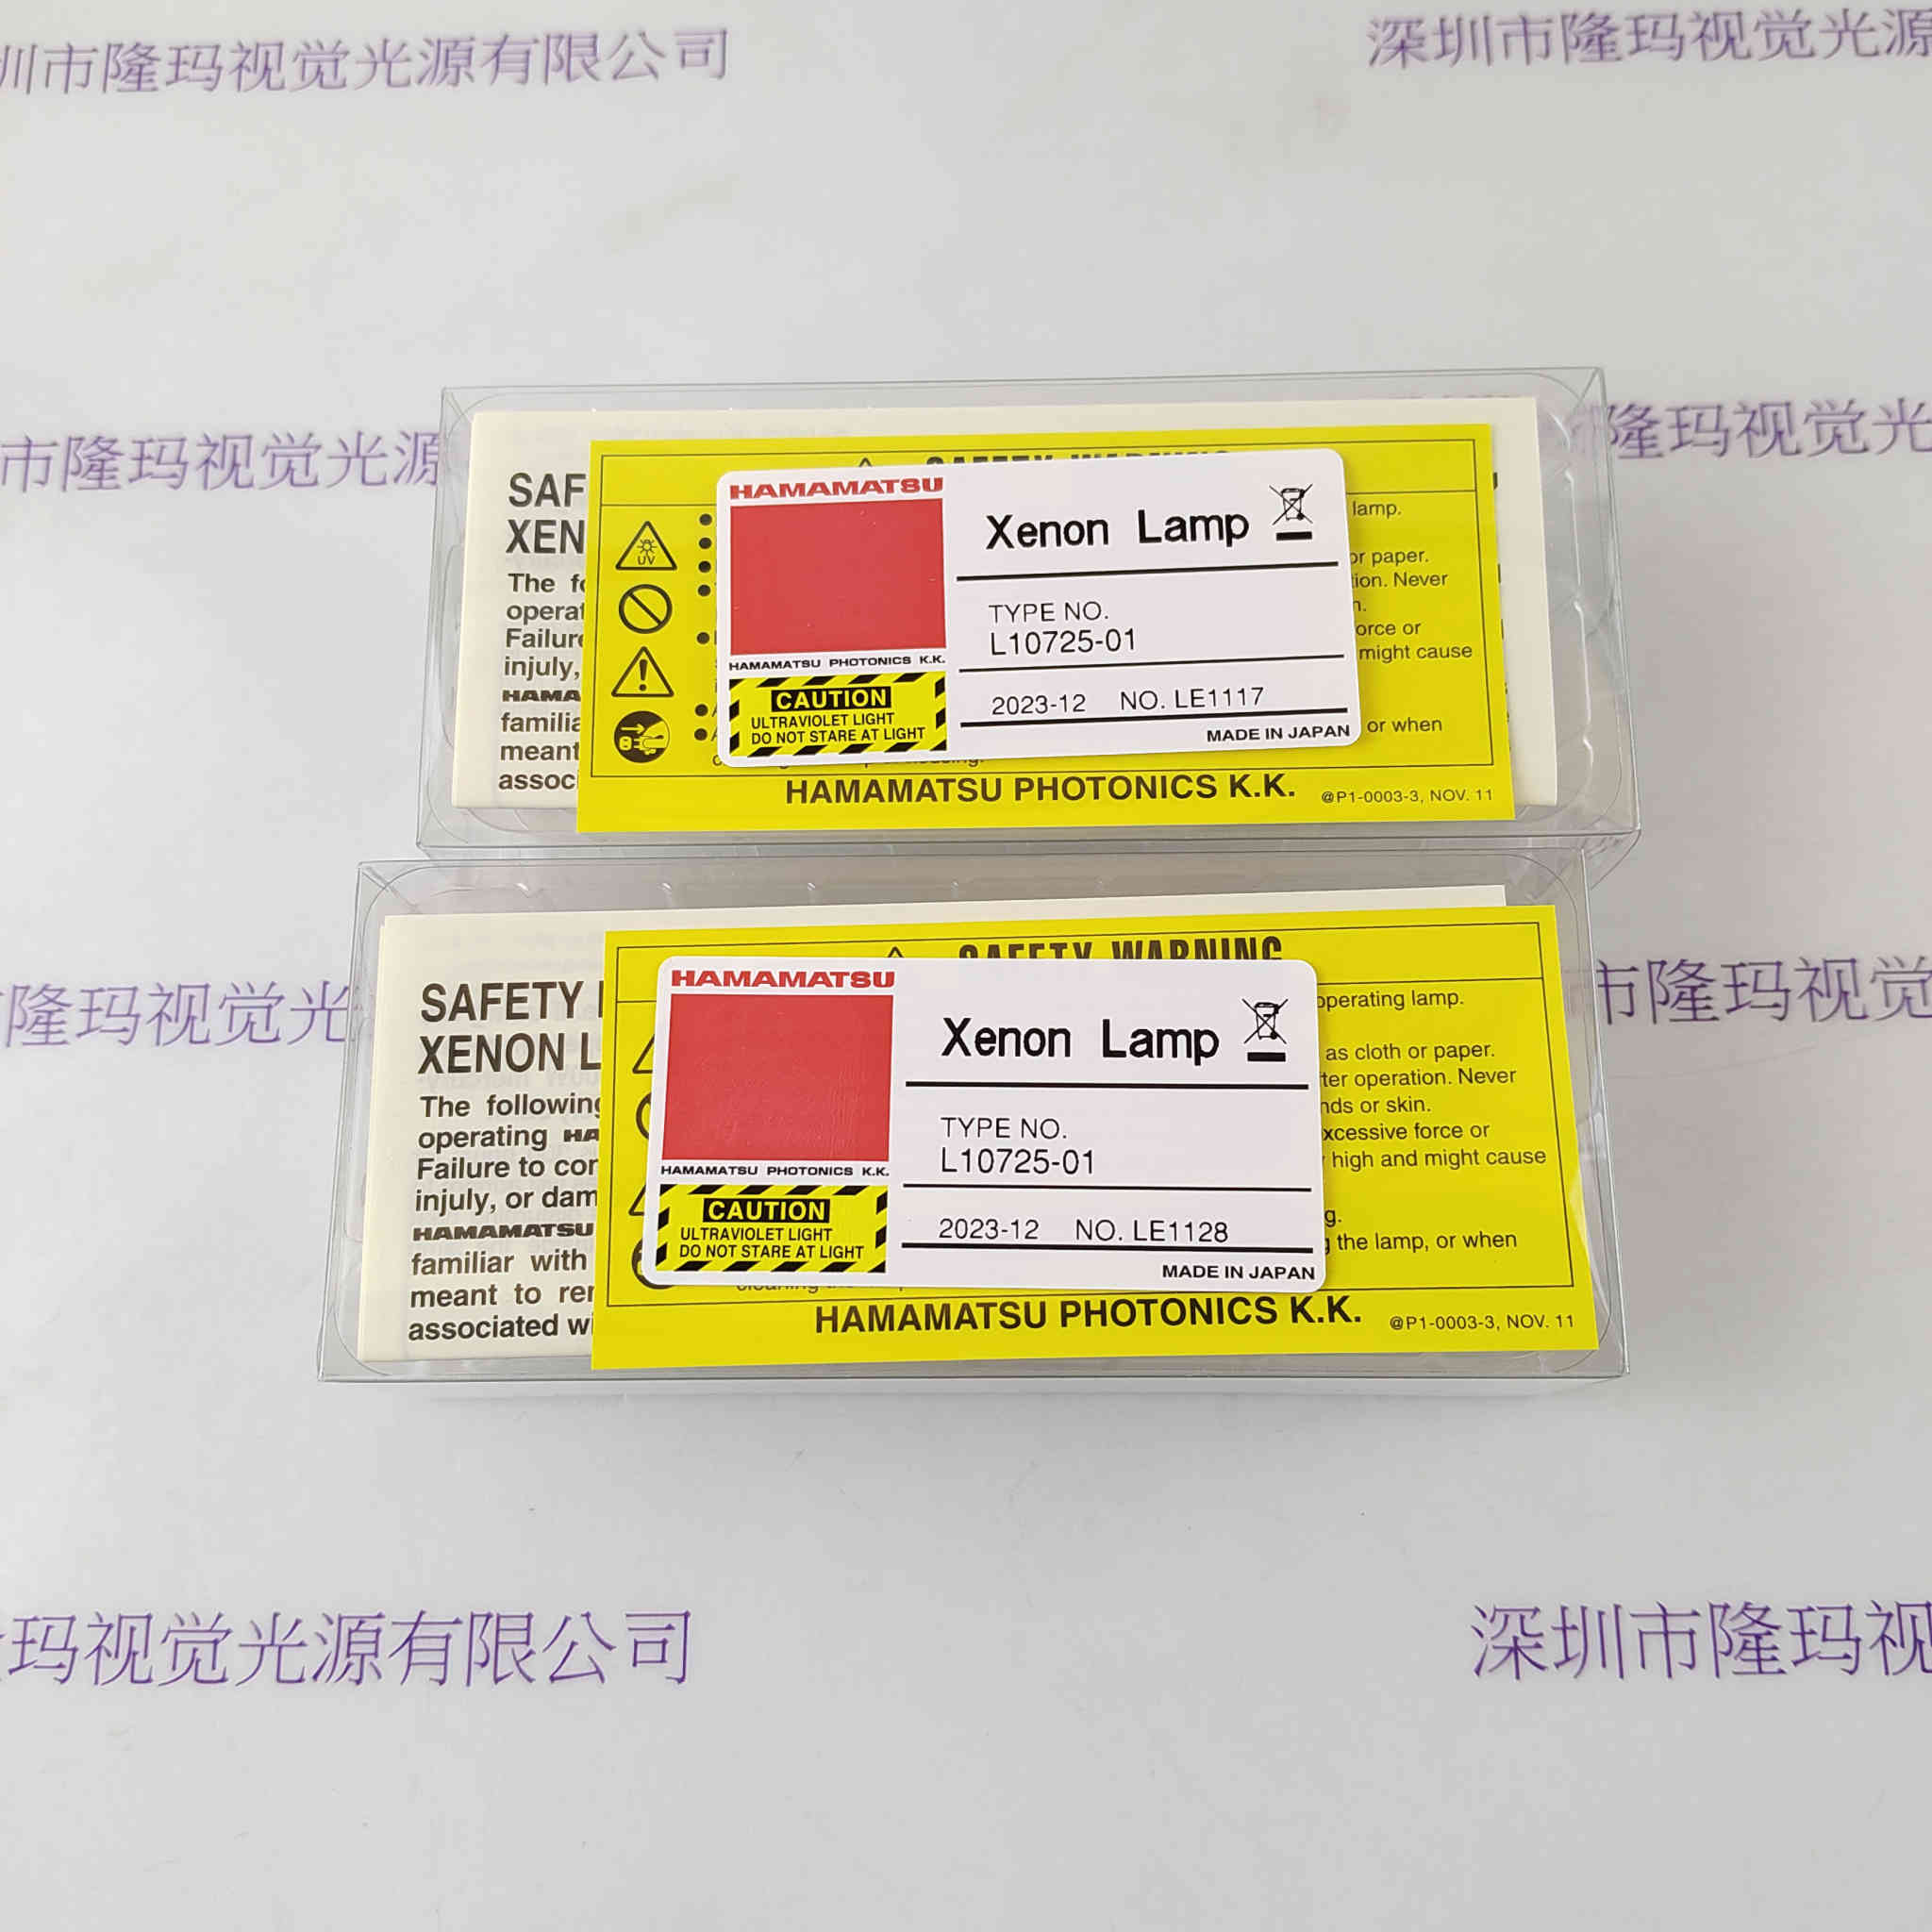 圳市隆玛视觉光源有限公司
深圳市隆玛视觉光源
市隆玛视觉光源
隆玛视觉光
SAF
XEN
The
Failure
injuly,
HAMA
meant
SAFETY WARNING
UV
lamp.
or paper.
ion. Never
orce or
might cause
or when
HAMAMATSU
HAMAMATSU PHOTONICS K.K.
CAUTION
ULTRAVIOLET LIGHT
DO NOT STARE AT LIGHT
Xenon Lamp
TYPE NO.
L10725-01
2023-12 NO. LE1117
MADE IN JAPAN
HAMAMATSU PHOTONICS K.K.
@P1-0003-3, NOV. 11
隆玛视觉光
市隆玛视觉
SAFETY
XENON L
The following
operating HA
Failure to cor
injuly, or dam
HAMAMATSU
familiar with
meant to
associated
SAFETY WARNING
operating lamp.
as cloth or paper.
ter operation. Never
nds or skin.
xcessive force or
high and might cause
g.
the lamp, or when
HAMAMATSU
HAMAMATSU PHOTONICS K.K.
CAUTION
ULTRAVIOLET LIGHT
DO NOT STARE AT LIGHT
Xenon Lamp
TYPE NO.
L10725-01
2023-12 NO. LE1128
MADE IN JAPAN
HAMAMATSU PHOTONICS K.K.
@P1-0003-3, NOV. 11
玛视觉光源有限公司
深圳市隆玛视